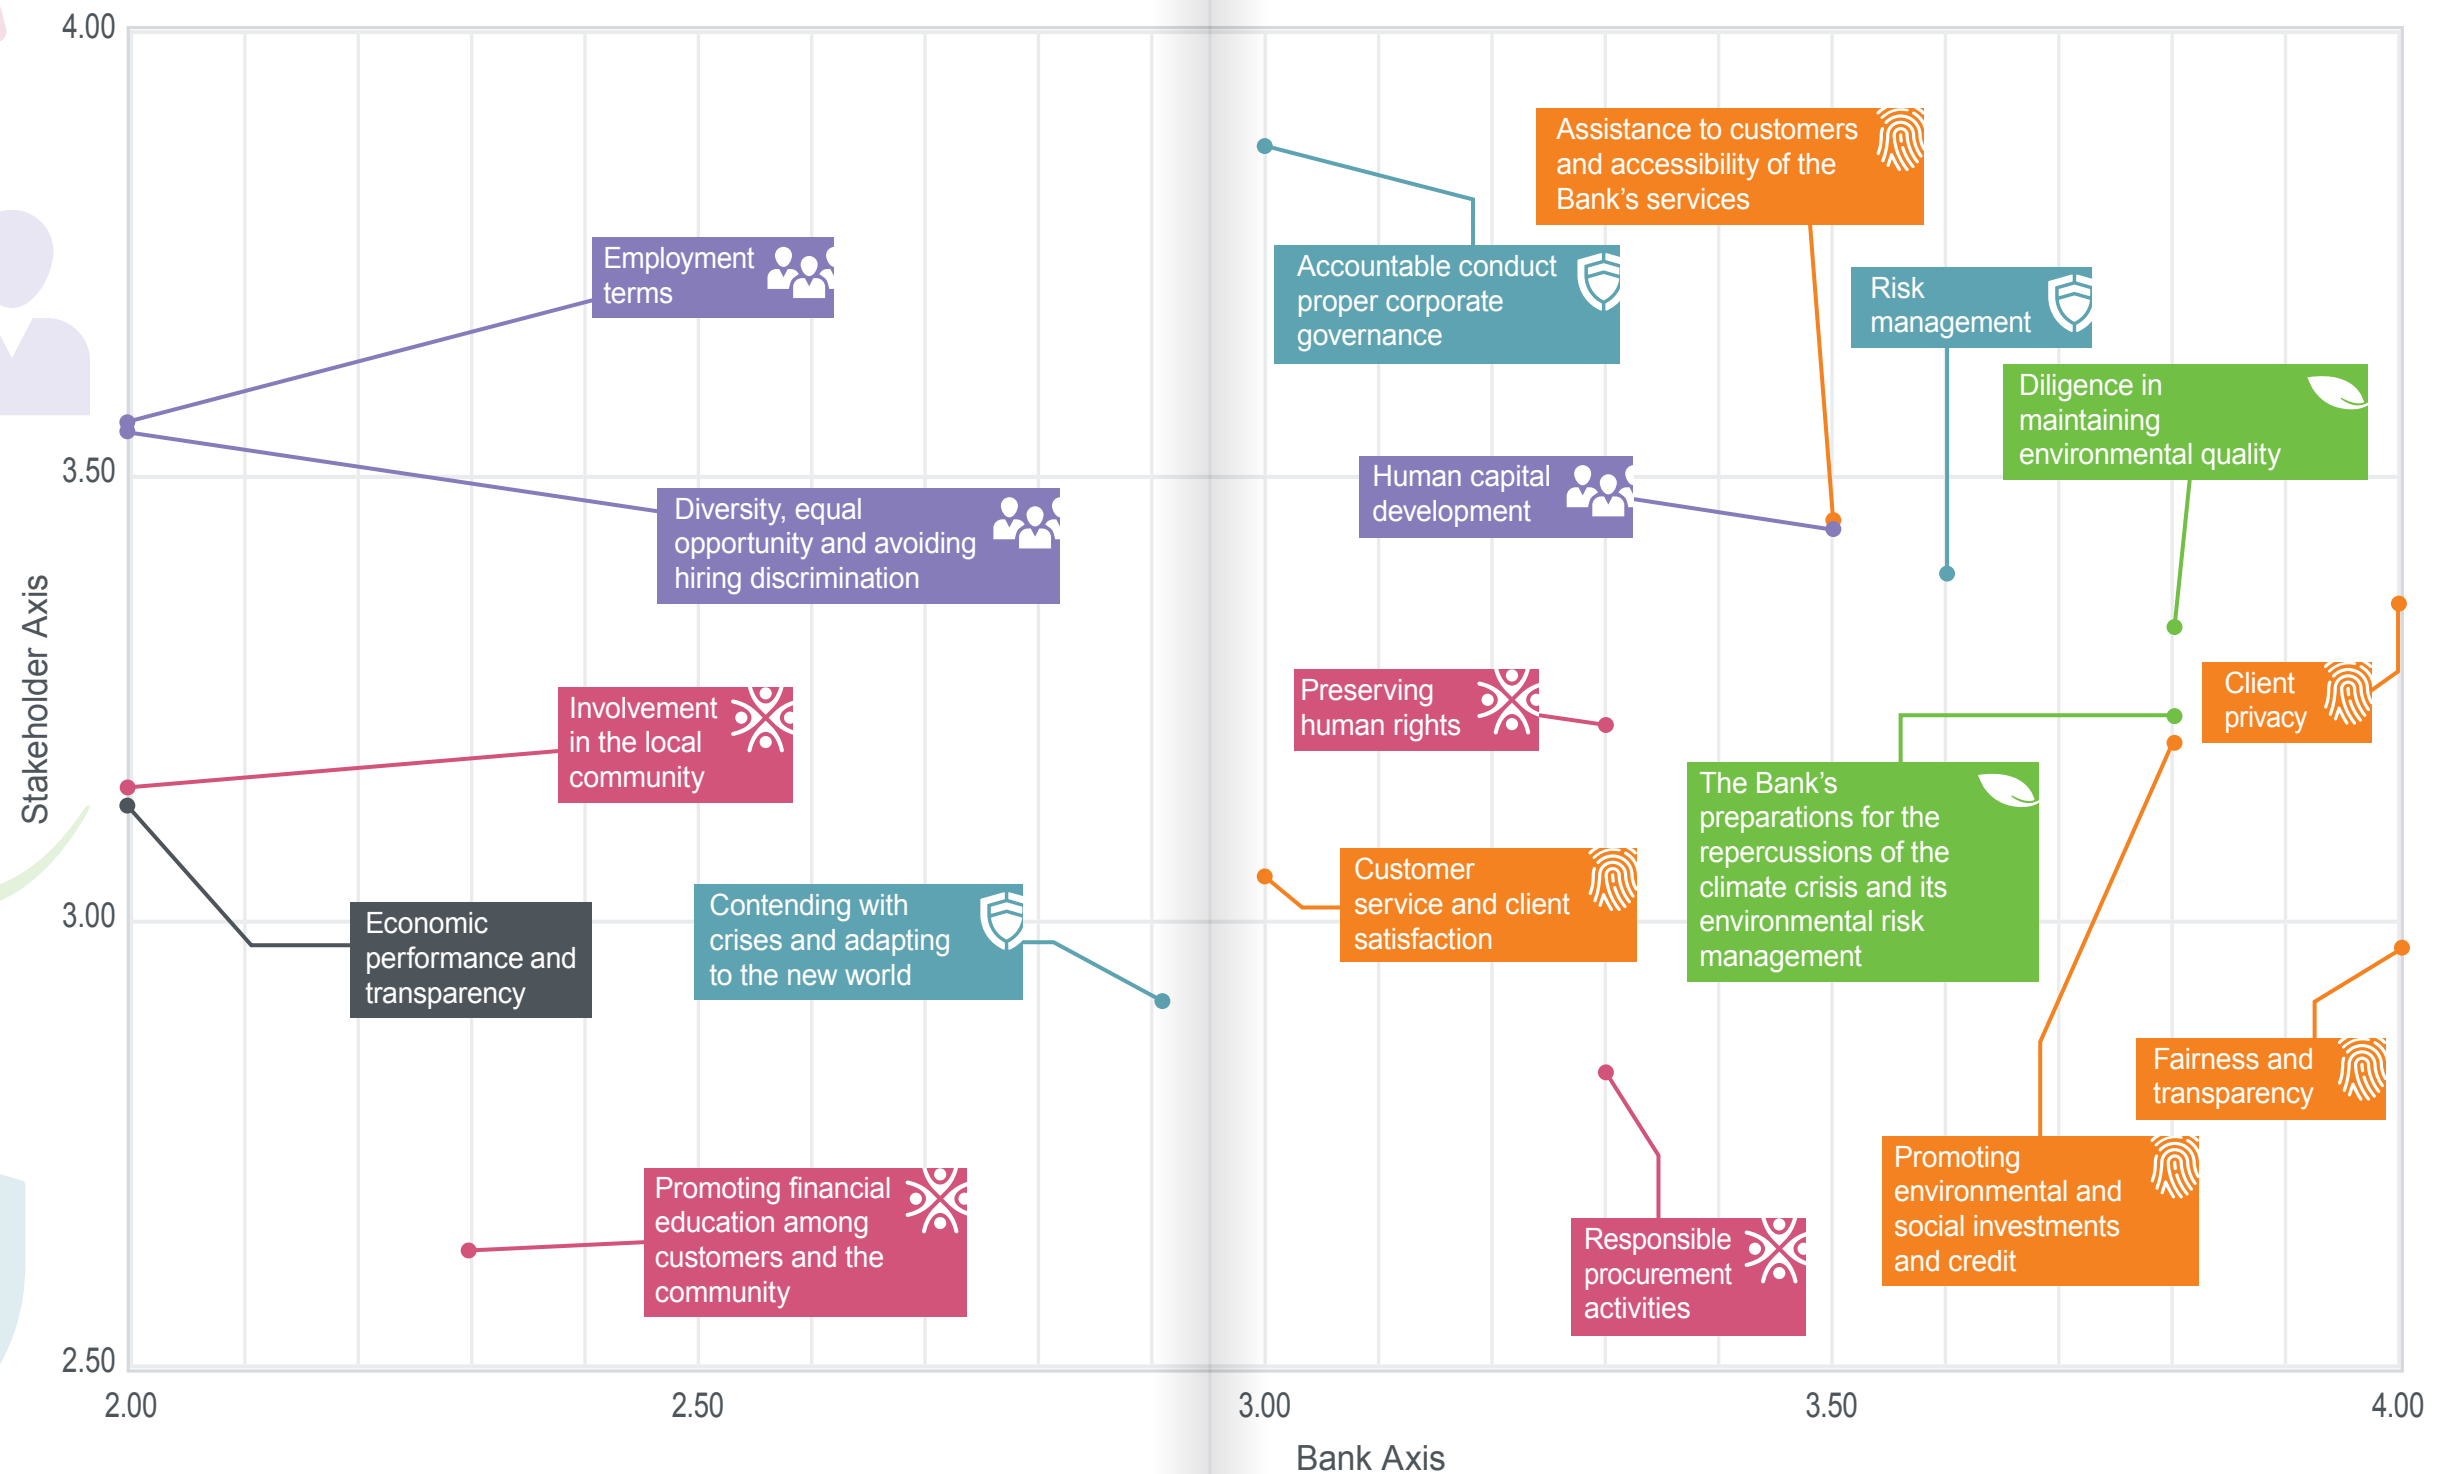 4.00
3.50
3.00
2.50
Stakeholder Axis
2.00
2.50
3.00
3.50
4.00
Bank Axis
Employment
terms
Diversity, equal
opportunity and avoiding
hiring discrimination
Involvement
in the local
community
Economic
performance and
transparency
Contending with
crises and adapting
to the new world
Promoting financial
education among
customers and the
community
Assistance to customers
and accessibility of the
Bank’s services
Accountable conduct
proper corporate
governance
Risk
management
Diligence in
maintaining
environmental quality
Human capital
development
Preserving
human rights
Client
privacy
The Bank’s
preparations for the
repercussions of the
climate crisis and its
environmental risk
management
Customer
service and client
satisfaction
Fairness and
transparency
Promoting
environmental and
social investments
and credit
Responsible
procurement
activities